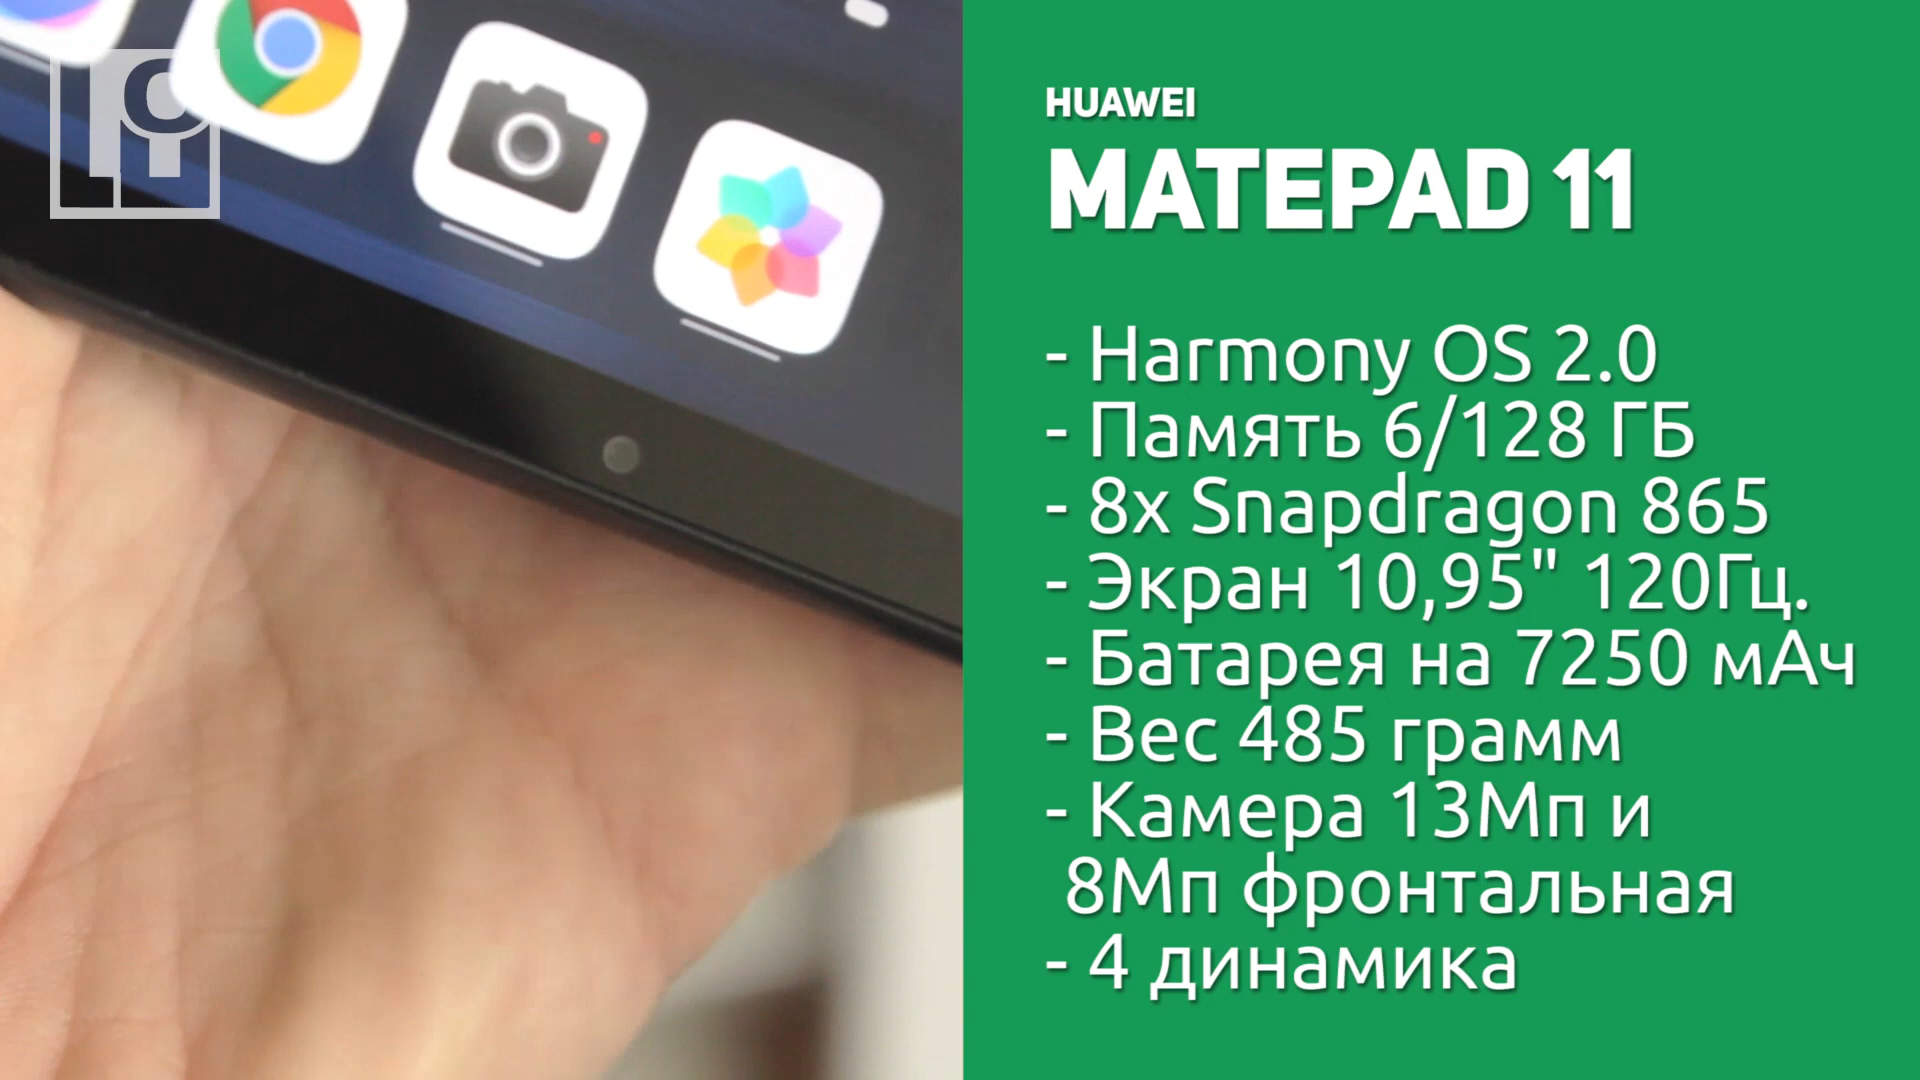 HUAWEI
MATEPAD 11
- Harmony OS 2.0
- Память 6/128 ГБ
- 8x Snapdragon 865
- Экран 10,95" 120Гц.
- Батарея на 7250 мАч
- Вес 485 грамм
- Камера 13Мп и
8Мп фронтальная
- 4 динамика